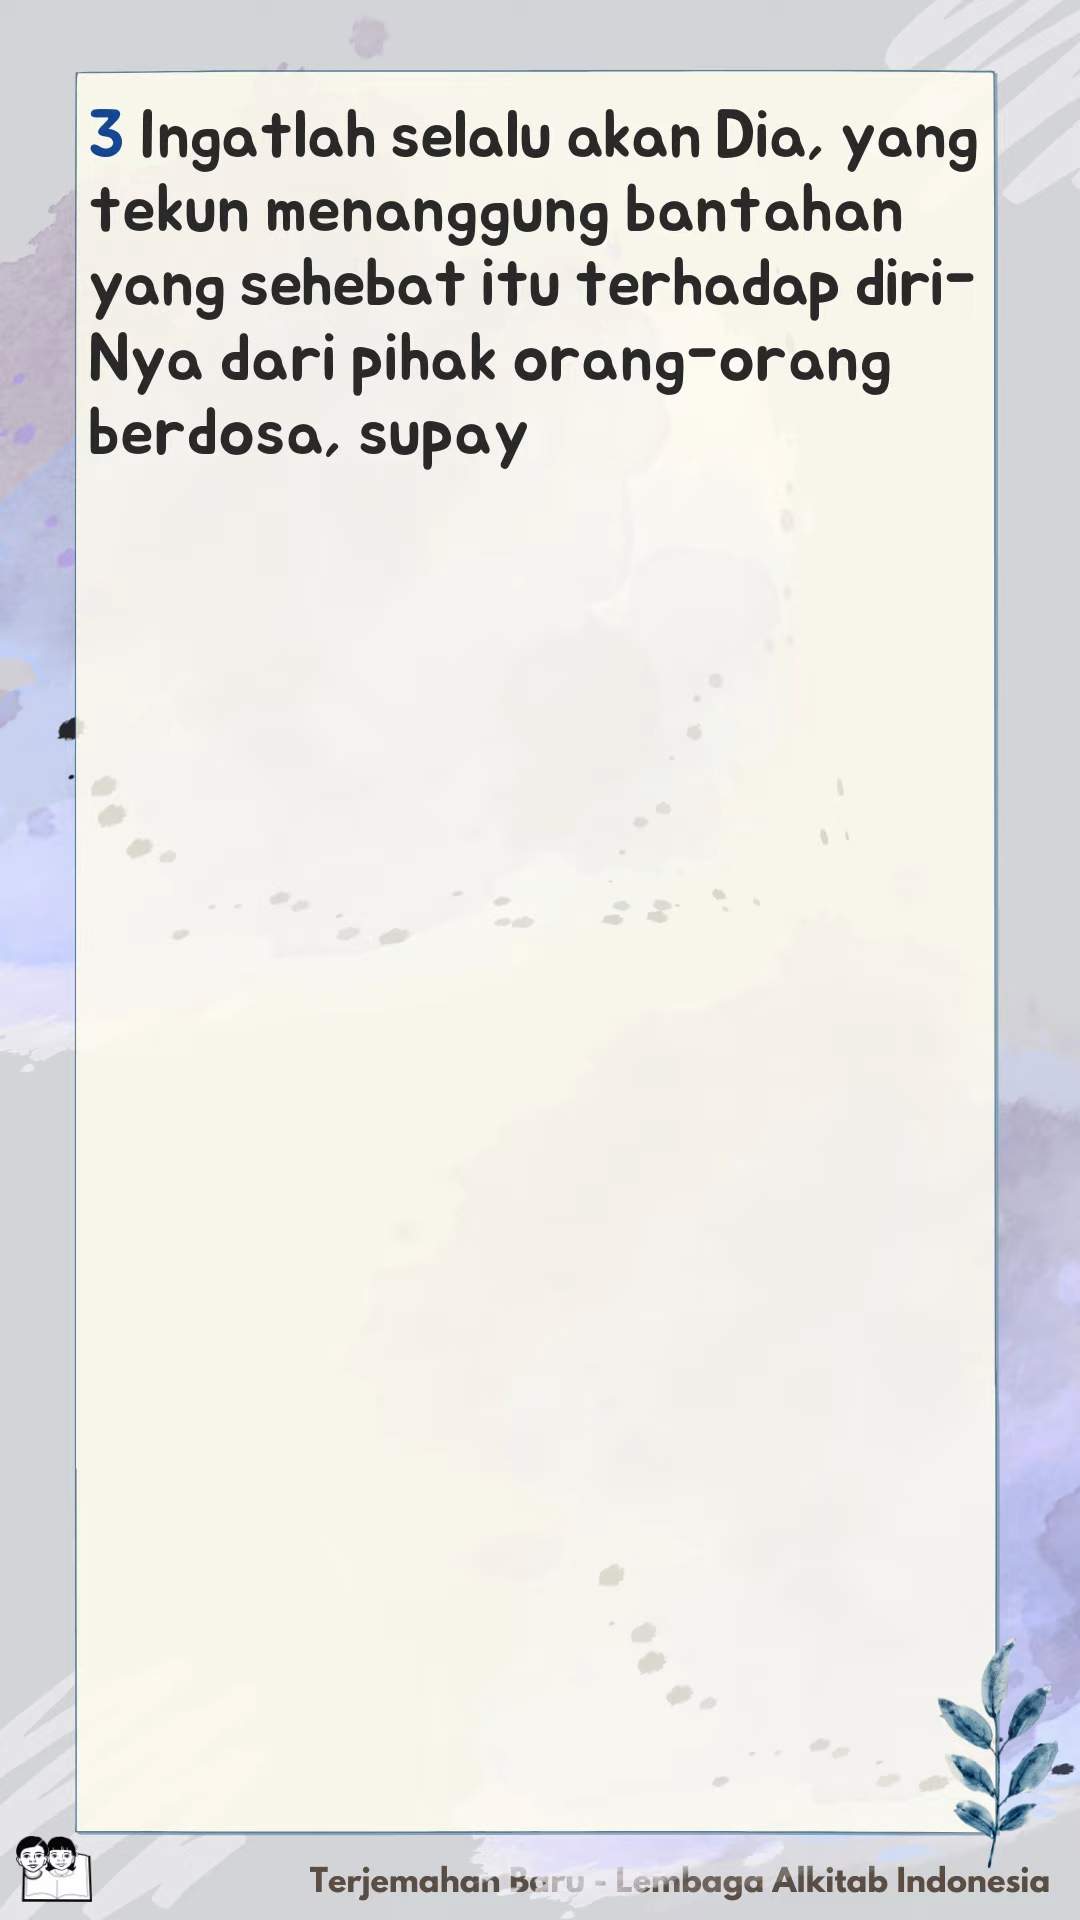 3 Ingatlah selalu akan Dia, yang
tekun menanggung bantahan
yang sehebat itu terhadap diri-
Nya dari pihak orang-orang
berdosa, supay
Terjemahan Baru - Lembaga Alkitab Indonesia